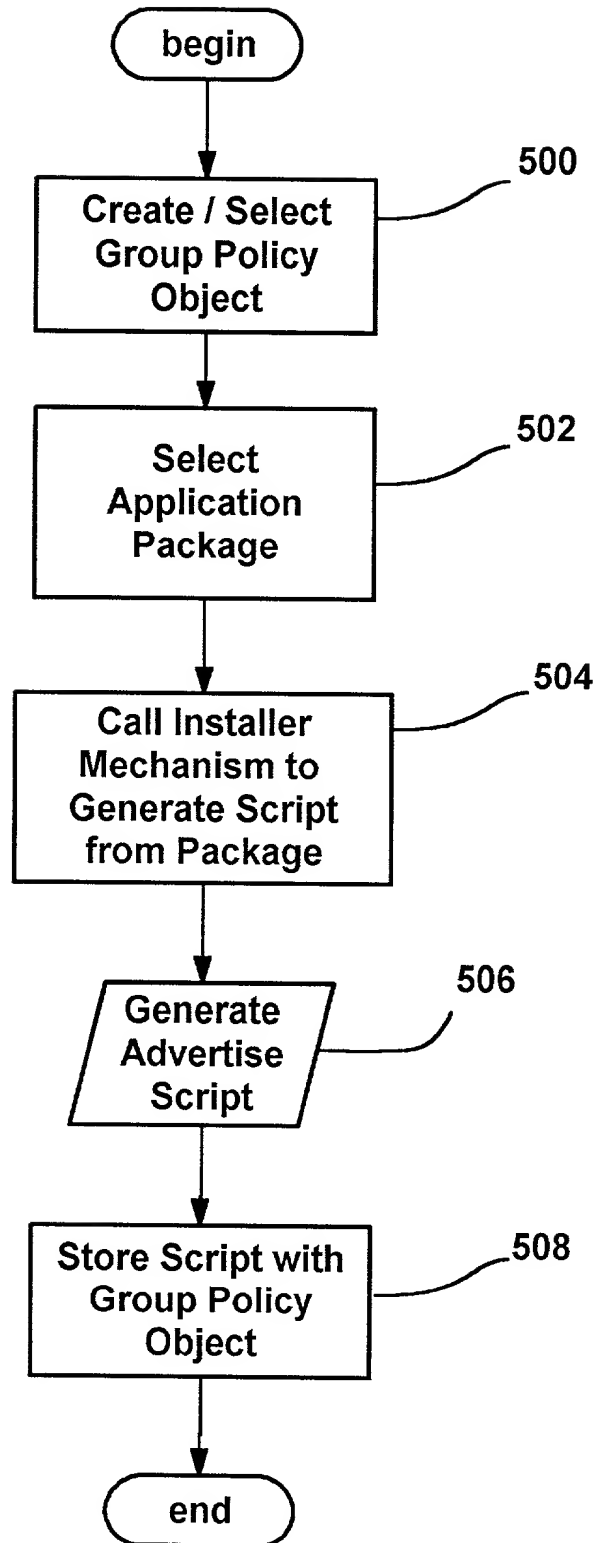 begin
500
Create / Select
Group Policy
Object
502
Select
Application
Package
504
Call Installer
Mechanism to
Generate Script
from Package
506
Generate
Advertise
Script
508
Store Script with
Group Policy
Object
end